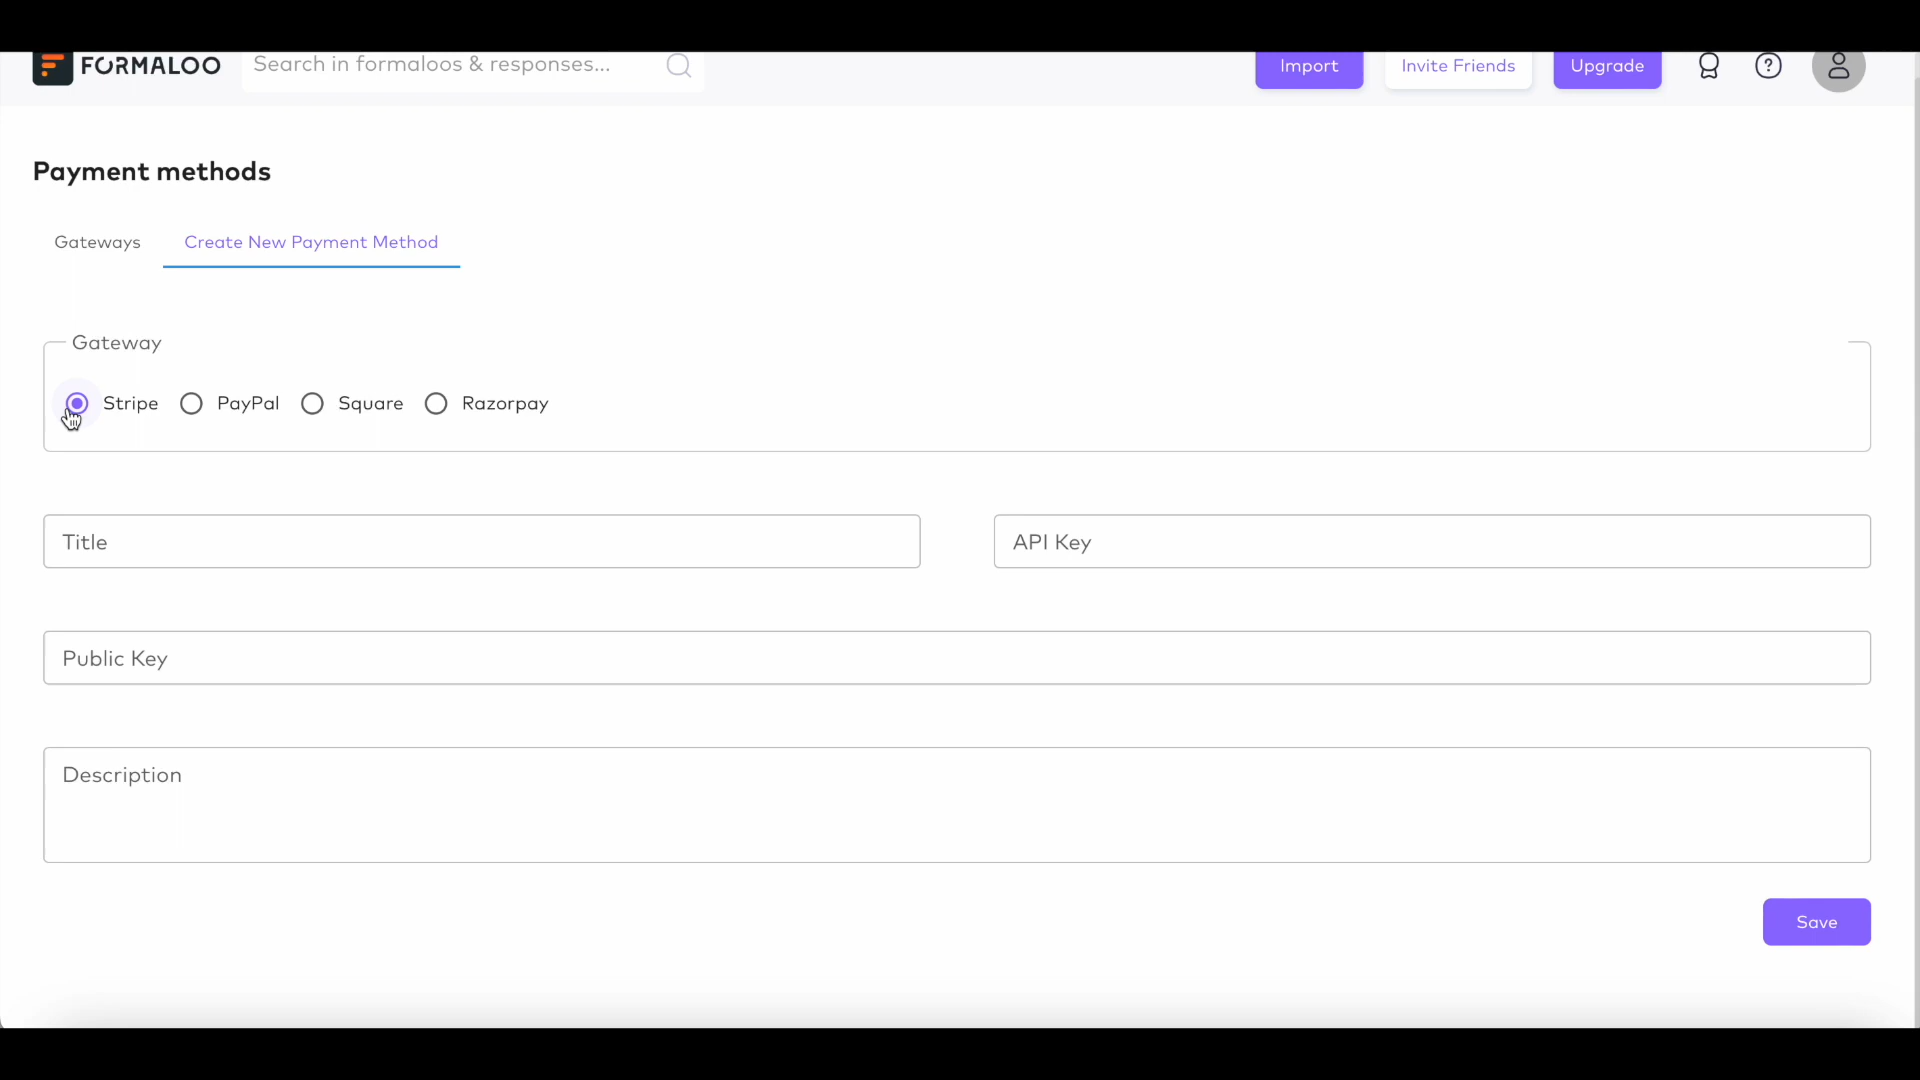 FORMALOO
Search in formaloos & responses...
Import
Invite Friends
Upgrade
Payment methods
Gateways
Create New Payment Method
Gateway
Stripe
PayPal
Square
Razorpay
Title
API Key
Public Key
Description
Save